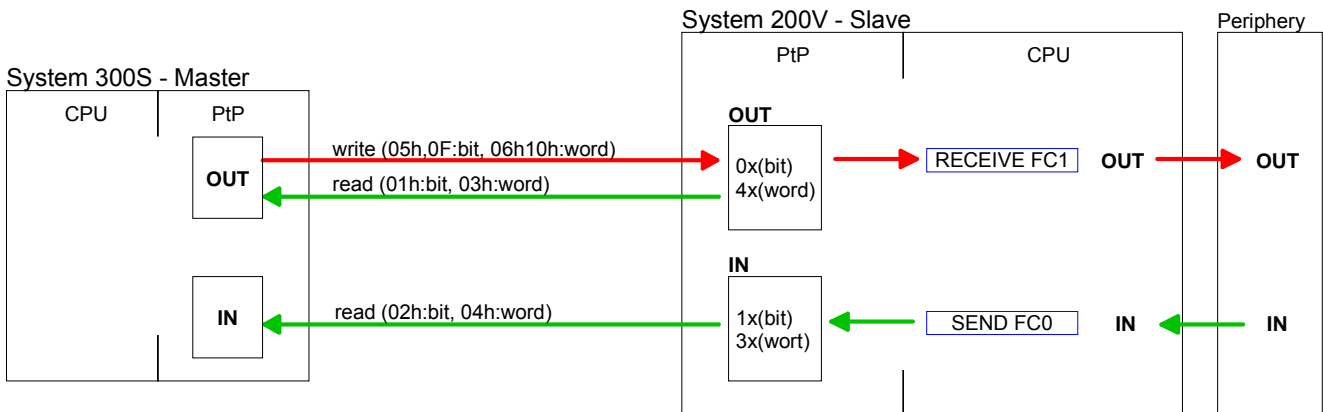 System 200V - Slave
Periphery
PtP
CPU
System 300S - Master
CPU
PtP
OUT
write (05h,0F:bit, 06h10h:word)
OUT
0x(bit)
4x(word)
RECEIVE FC1
OUT
OUT
read (01h:bit, 03h:word)
IN
IN
read (02h:bit, 04h:word)
1x(bit)
3x(wort)
SEND FC0
IN
IN